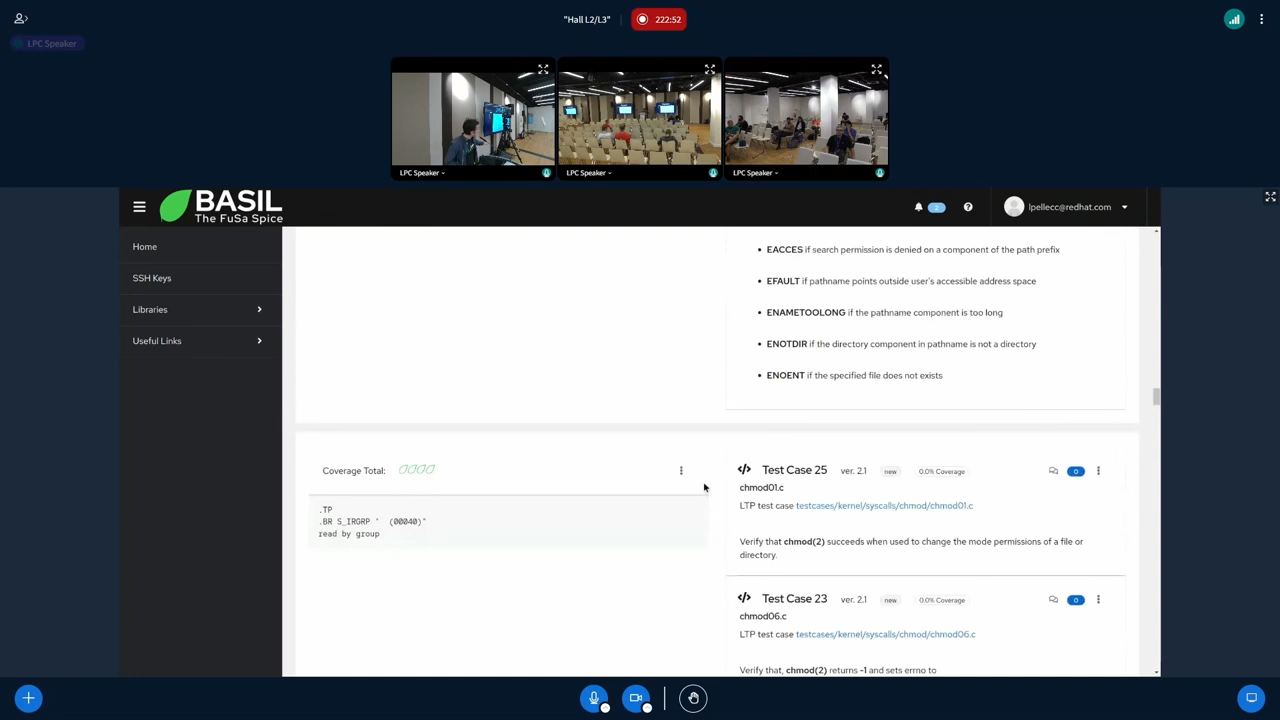 "Hall L2/L3"
222:52
LPC Speaker
LPC Speaker
LPC Speaker
LPC Speaker
BASIL
The FuSa Spice
2
lpellecc@redhat.com
Home
SSH Keys
Libraries
Useful Links
EACCES if search permission is denied on a component of the path prefix
EFAULT if pathname points outside user's accessible address space
ENAMETOOLONG if the pathname component is too long
ENOTDIR if the directory component in pathname is not a directory
ENOENT if the specified file does not exists
Coverage Total:
.TP
.BR S_IRGRP " (00040)"
read by group
Test Case 25 ver. 2.1 new 0.0% Coverage 0
chmod01.c
LTP test case testcases/kernel/syscalls/chmod/chmod01.c
Verify that chmod(2) succeeds when used to change the mode permissions of a file or
directory.
Test Case 23 ver. 2.1 new 0.0% Coverage 0
chmod06.c
LTP test case testcases/kernel/syscalls/chmod/chmod06.c
Verify that, chmod(2) returns -1 and sets errno to